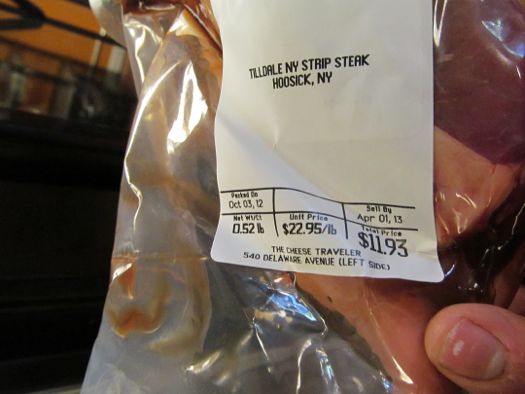 TILLDALE NY STRIP STEAK
HOOSICK, NY
Packed On
Oct 03, 12
Sell By
Apr 01, 13
Net Wt/Ct
0.52 lb
Unit Price
$22.95/lb
Total Price
$11.93
THE CHEESE TRAVELER
540 DELAWARE AVENUE (LEFT SIDE)